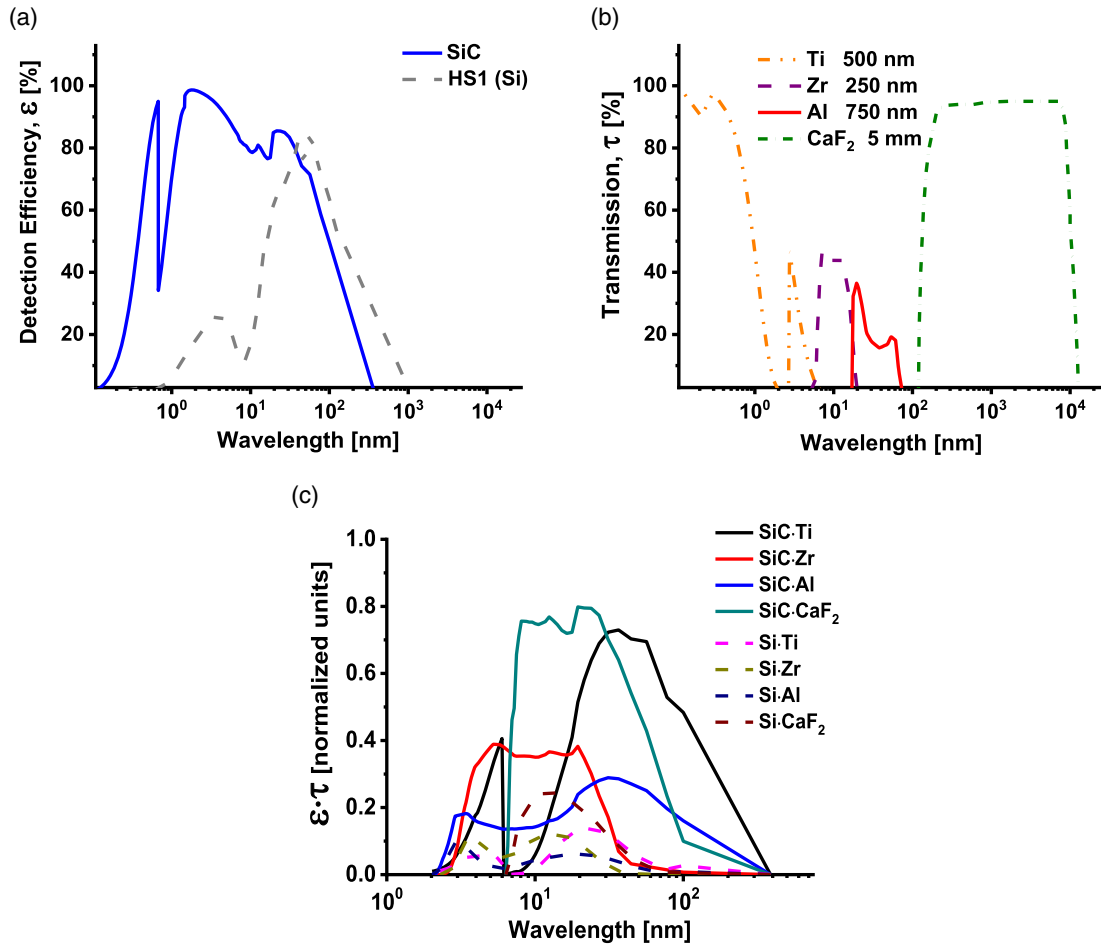 (a)
SiC
HS1 (Si)
Detection Efficiency, ε [%]
100
80
60
40
20
10⁰ 10¹ 10² 10³ 10⁴
Wavelength [nm]
(b)
Ti 500 nm
Zr 250 nm
Al 750 nm
CaF₂ 5 mm
Transmission, τ [%]
100
80
60
40
20
10⁰ 10¹ 10² 10³ 10⁴
Wavelength [nm]
(c)
SiC·Ti
SiC·Zr
SiC·Al
SiC·CaF₂
Si·Ti
Si·Zr
Si·Al
Si·CaF₂
ε·τ [normalized units]
1.0
0.8
0.6
0.4
0.2
0.0
10⁰ 10¹ 10²
Wavelength [nm]